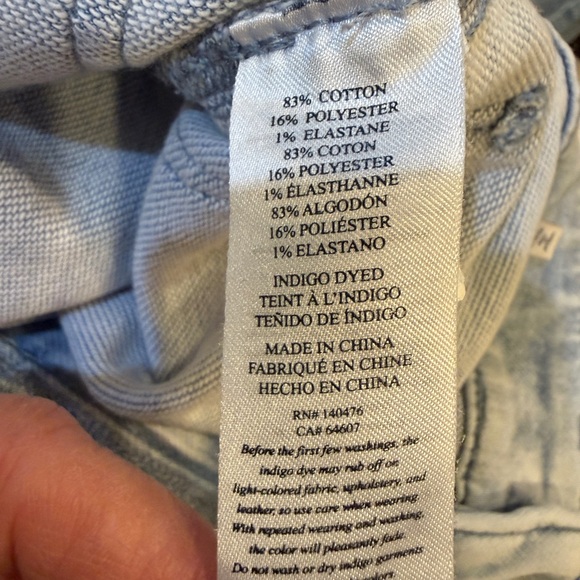 83% COTTON
16% POLYESTER
1% ELASTANE
83% COTON
16% POLYESTER
1% ÉLASTHANNE
83% ALGODÓN
16% POLIÉSTER
1% ELASTANO
INDIGO DYED
TEINT À L'INDIGO
TEÑIDO DE ÍNDIGO
MADE IN CHINA
FABRIQUÉ EN CHINE
HECHO EN CHINA
RN# 140476
CA# 64607
Before the first few washings, the
indigo dye may rub off on
light-colored fabric, upholstery, and
leather, so use care when wearing.
With repeated wearing and washing,
the color will pleasantly fade.
Do not wash or dry indigo garments